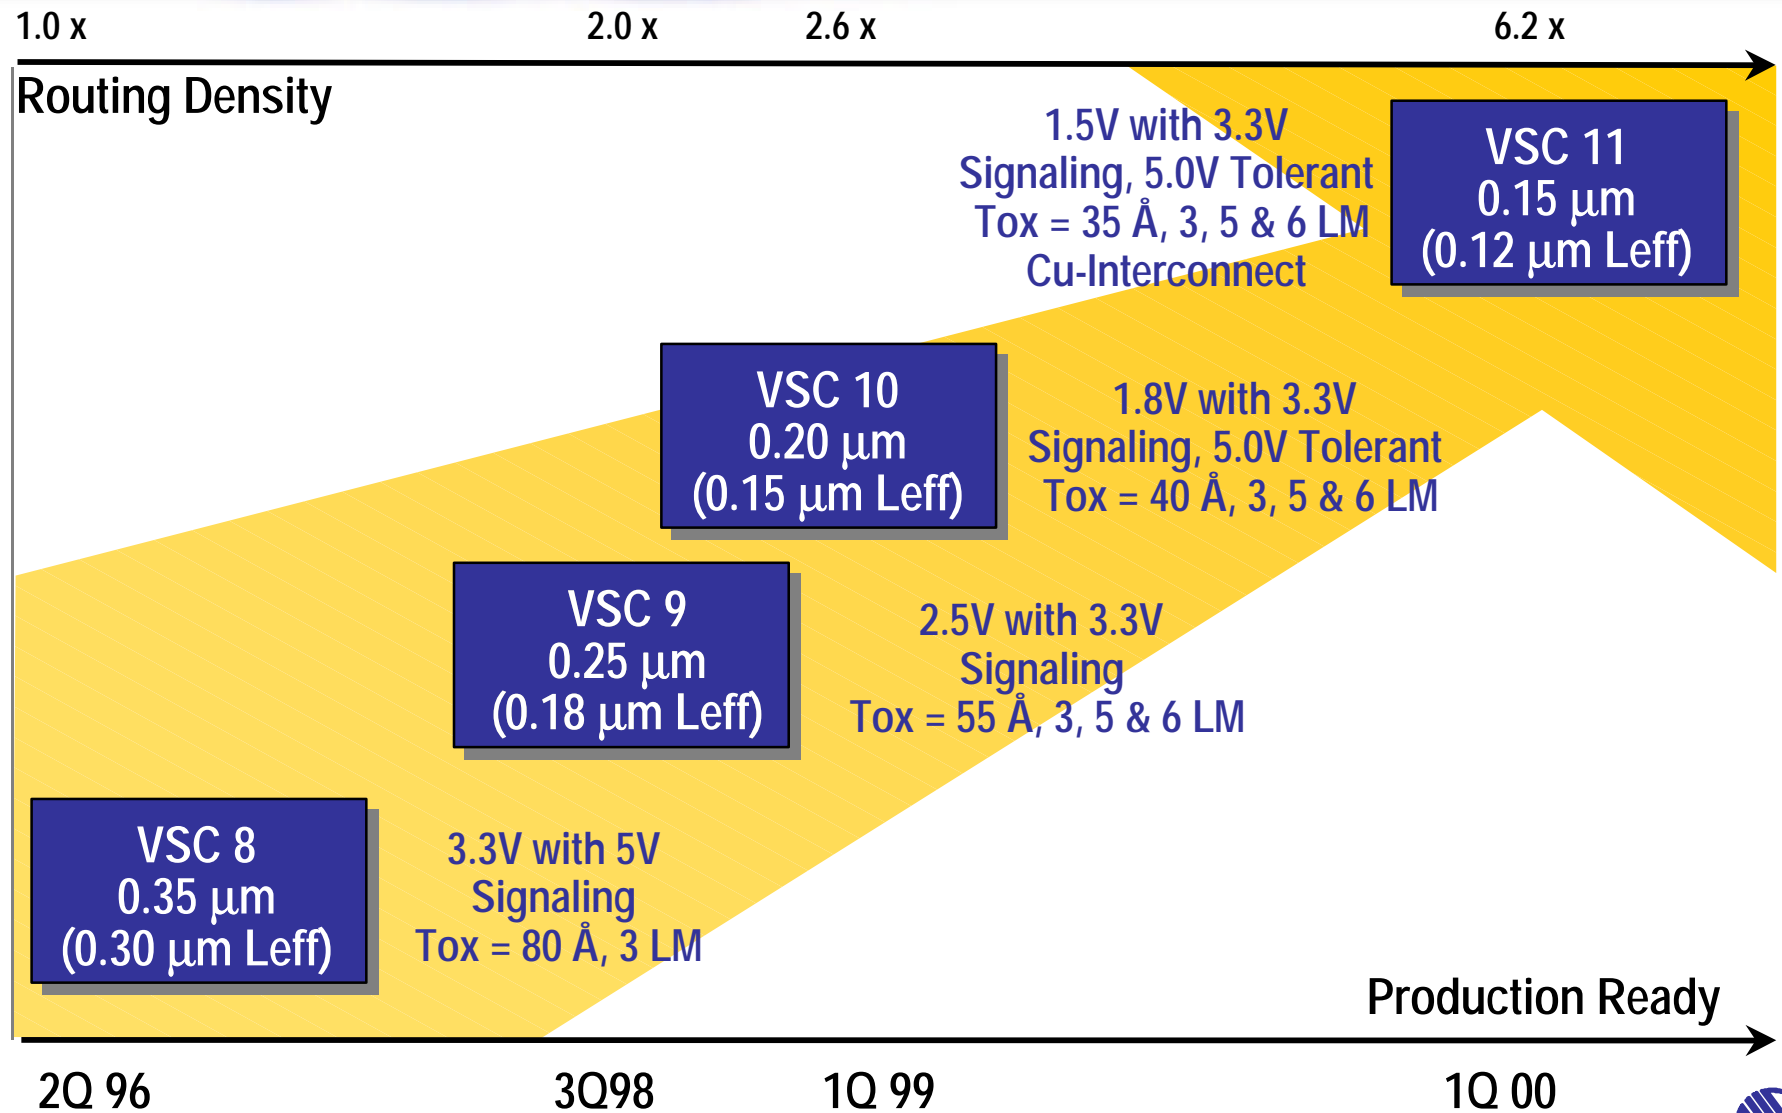 1.0 x 2.0 x 2.6 x 6.2 x
Routing Density
1.5V with 3.3V
Signaling, 5.0V Tolerant
Tox = 35 Å, 3, 5 & 6 LM
Cu-Interconnect
VSC 11
0.15 μm
(0.12 μm Leff)
VSC 10
0.20 μm
(0.15 μm Leff)
1.8V with 3.3V
Signaling, 5.0V Tolerant
Tox = 40 Å, 3, 5 & 6 LM
VSC 9
0.25 μm
(0.18 μm Leff)
2.5V with 3.3V
Signaling
Tox = 55 Å, 3, 5 & 6 LM
VSC 8
0.35 μm
(0.30 μm Leff)
3.3V with 5V
Signaling
Tox = 80 Å, 3 LM
Production Ready
2Q 96 3Q98 1Q 99 1Q 00